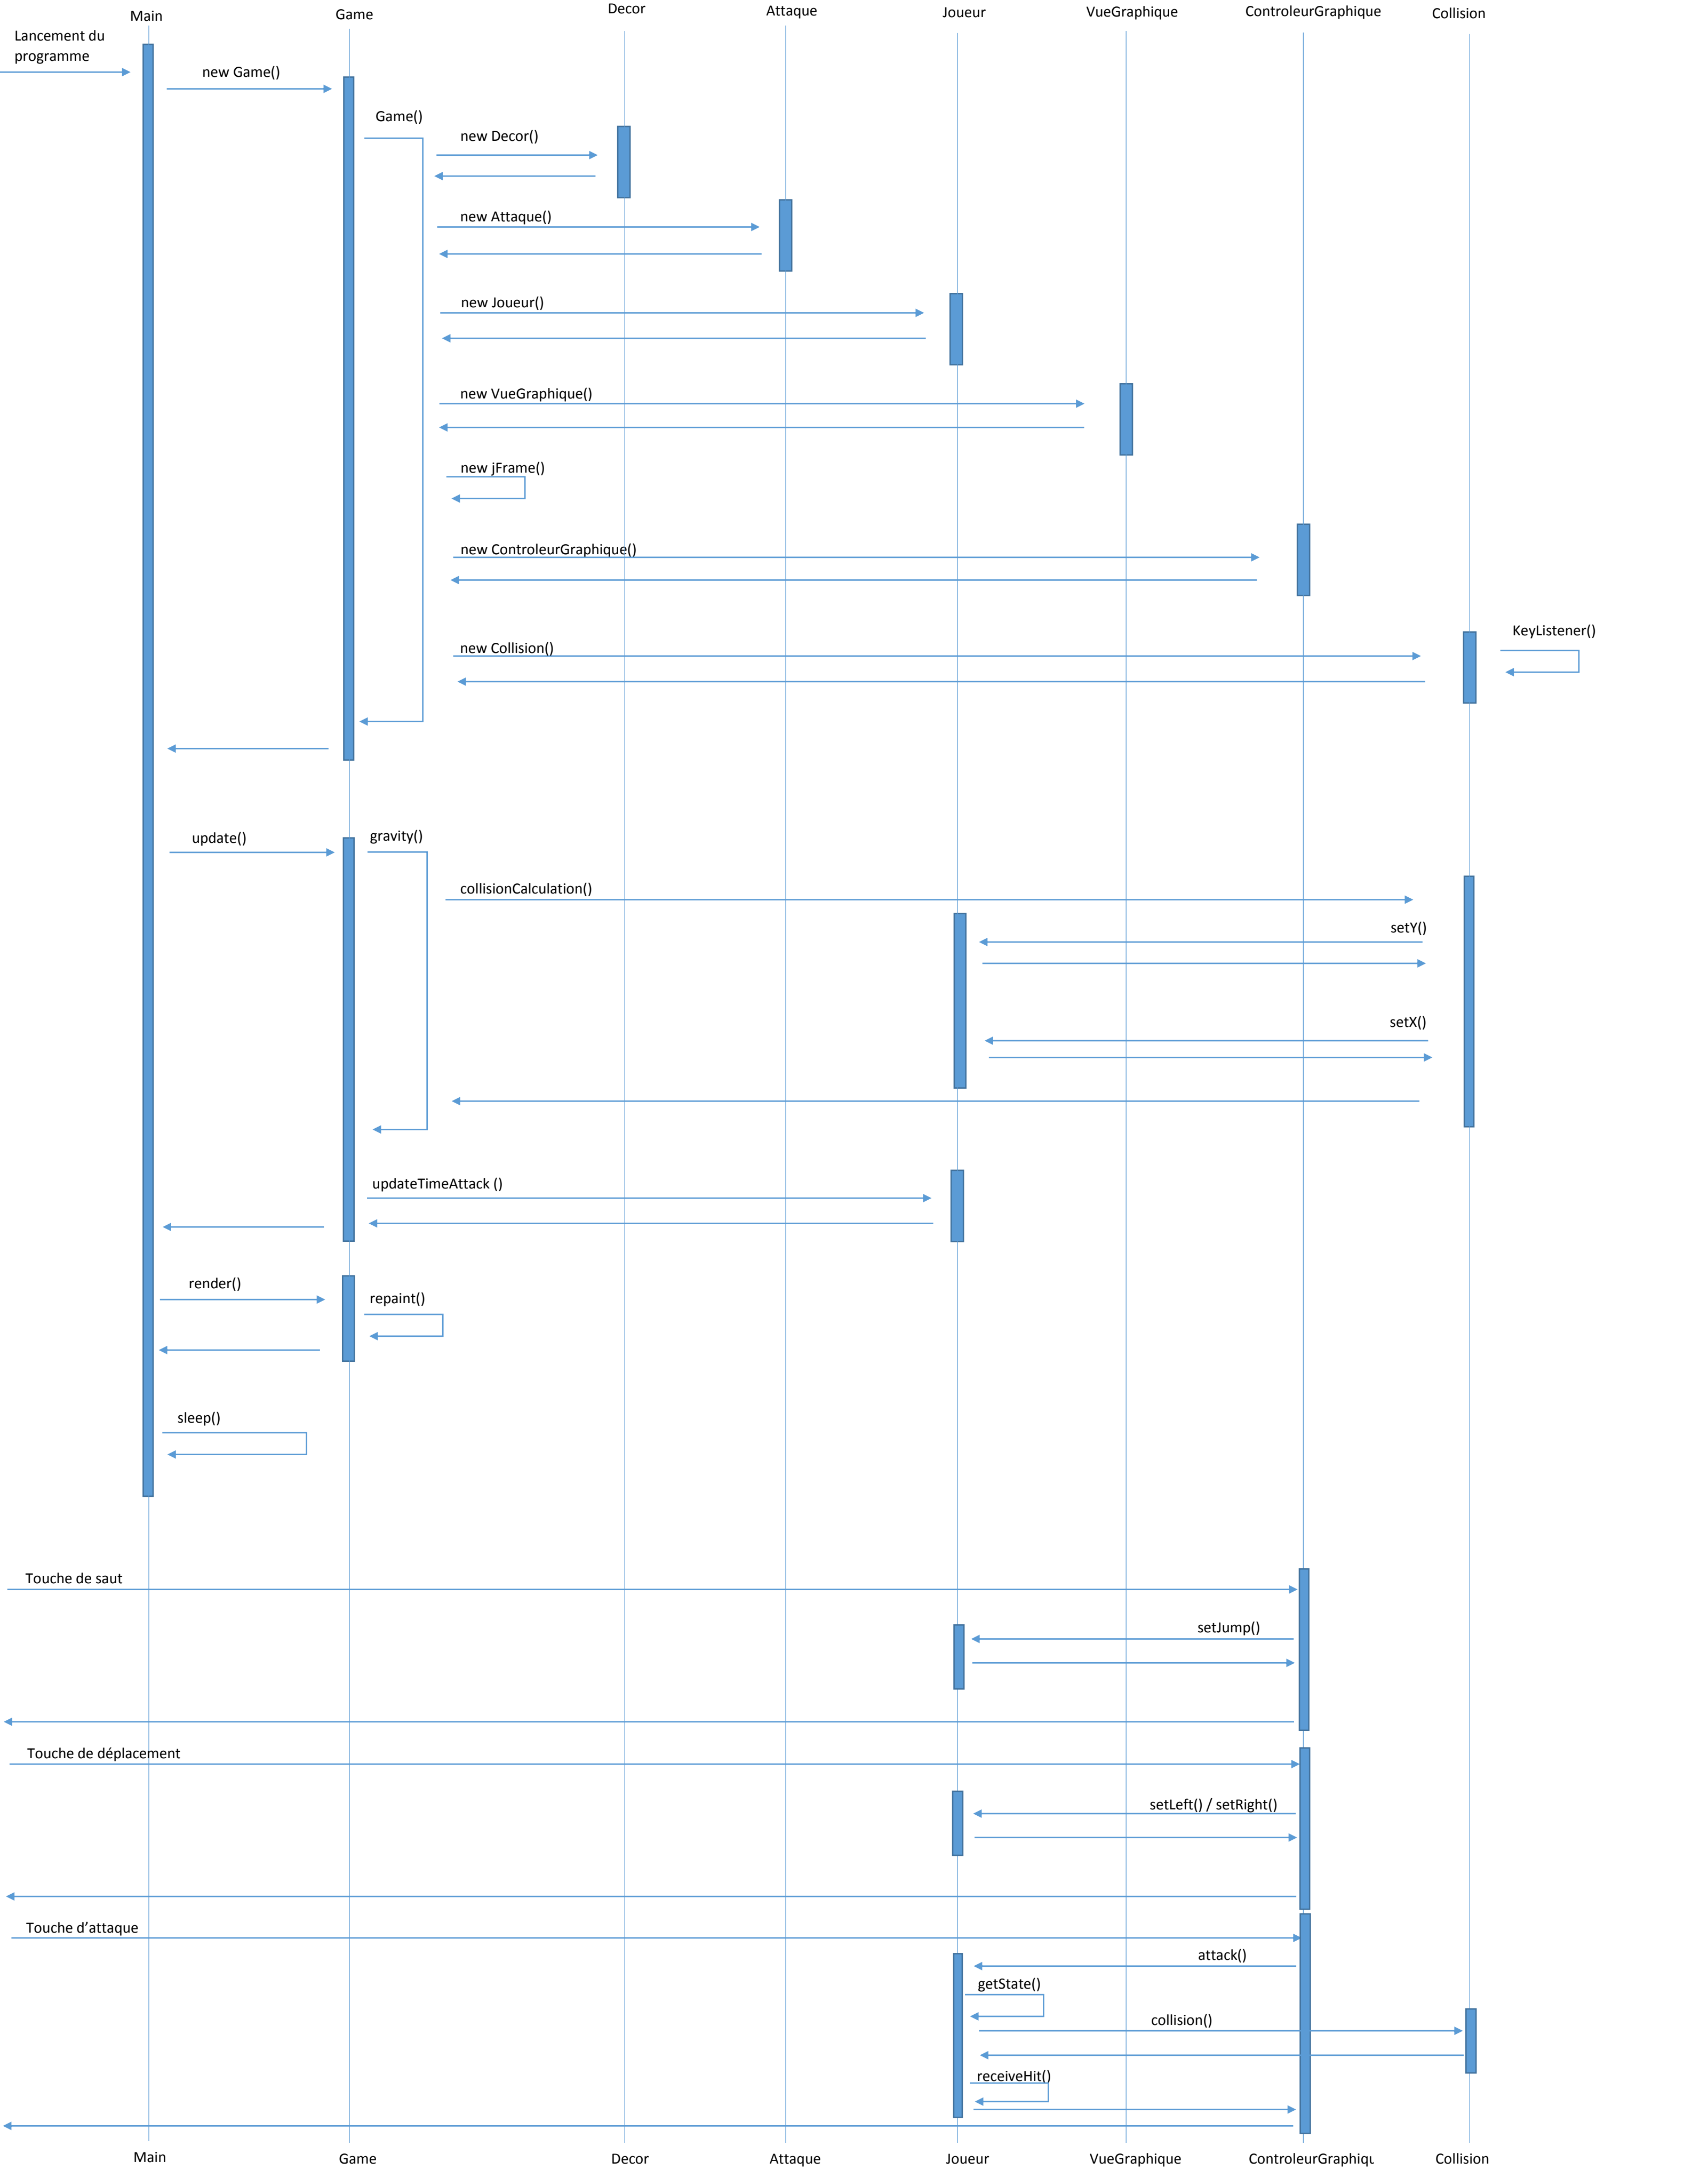 Main
Game
Decor
Attaque
Joueur
VueGraphique
ControleurGraphique
Collision
Lancement du
programme
new Game()
Game()
new Decor()
new Attaque()
new Joueur()
new VueGraphique()
new jFrame()
new ControleurGraphique()
KeyListener()
new Collision()
update()
gravity()
collisionCalculation()
setY()
setX()
updateTimeAttack ()
render()
repaint()
sleep()
Touche de saut
setJump()
Touche de déplacement
setLeft() / setRight()
Touche d’attaque
attack()
getState()
collision()
receiveHit()
Main
Game
Decor
Attaque
Joueur
VueGraphique
ControleurGraphiqu
Collision